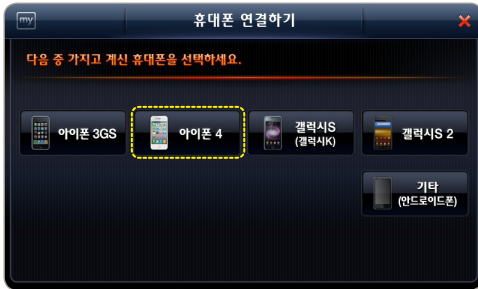 my
휴대폰 연결하기
다음 중 가지고 계신 휴대폰을 선택하세요.
아이폰 3GS
아이폰 4
갤럭시S
(갤럭시K)
갤럭시S 2
기타
(안드로이드폰)